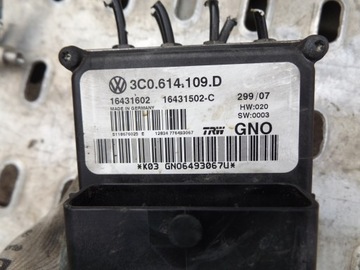 3C0.614.109.D
16431602 16431502-C 299/07
MADE IN GERMANY HW:020
SW:0003
TRW GNO
*K03 GNO6493067U*